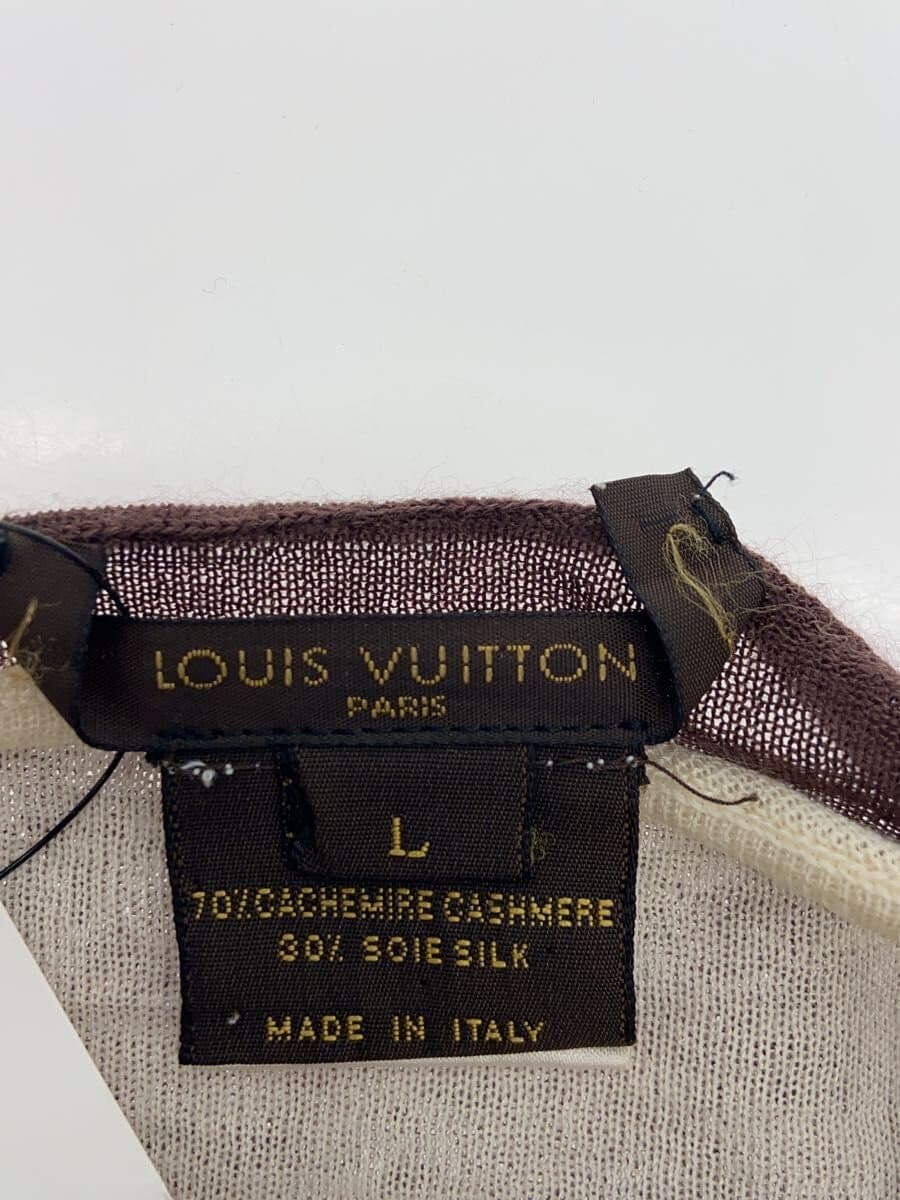 LOUIS VUITTON
PARIS
L
70% CACHEMIRE CASHMERE
30% SOIE SILK
MADE IN ITALY